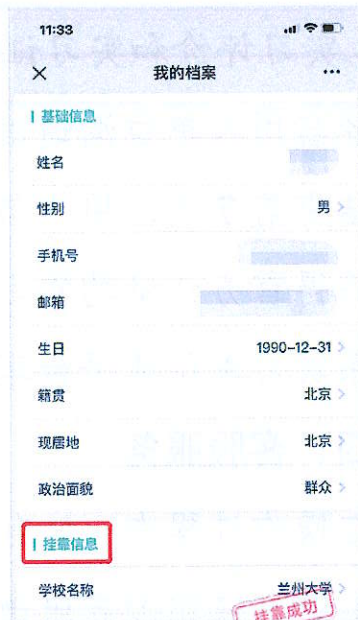 11:33
我的档案
基础信息
姓名
性别 男
手机号
邮箱
生日 1990-12-31
籍贯 北京
现居地 北京
政治面貌 群众
挂靠信息
学校名称 兰州大学
挂靠成功